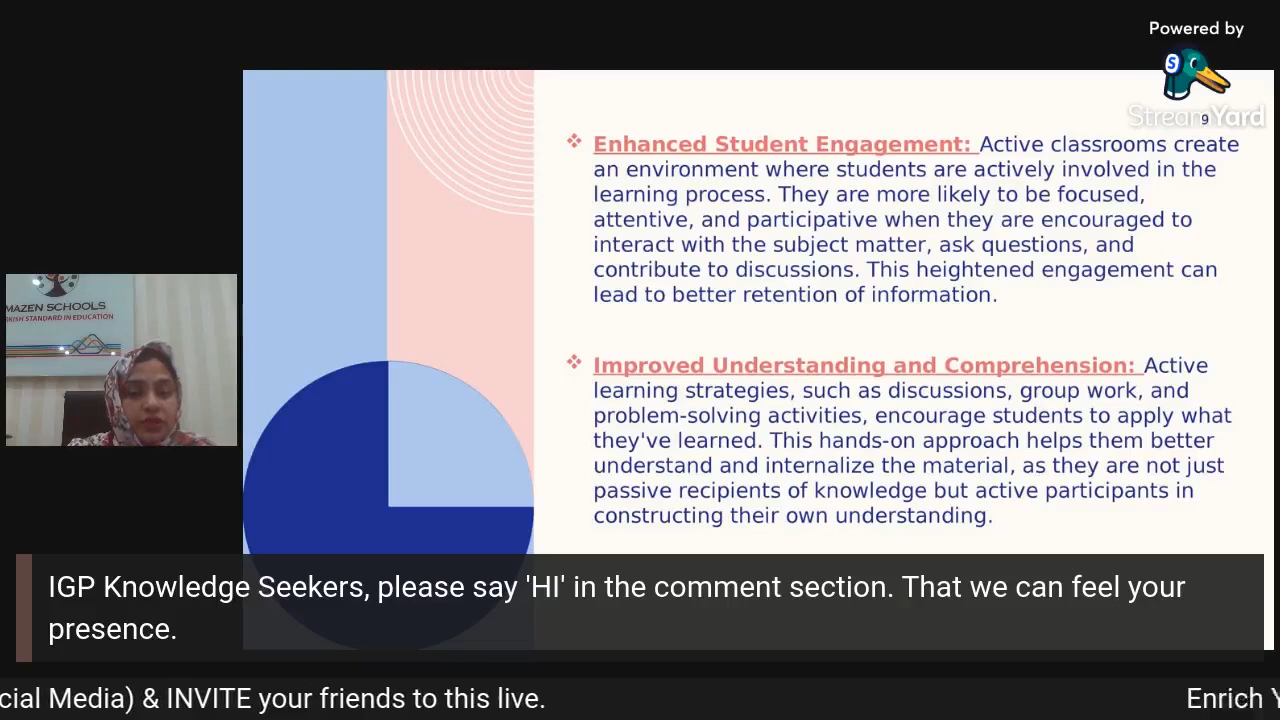 Powered by
StreamYard
9
❖ Enhanced Student Engagement: Active classrooms create
an environment where students are actively involved in the
learning process. They are more likely to be focused,
attentive, and participative when they are encouraged to
interact with the subject matter, ask questions, and
contribute to discussions. This heightened engagement can
lead to better retention of information.
❖ Improved Understanding and Comprehension: Active
learning strategies, such as discussions, group work, and
problem-solving activities, encourage students to apply what
they've learned. This hands-on approach helps them better
understand and internalize the material, as they are not just
passive recipients of knowledge but active participants in
constructing their own understanding.
MAZEN SCHOOLS
RKISH STANDARD IN EDUCATION
IGP Knowledge Seekers, please say 'HI' in the comment section. That we can feel your
presence.
cial Media) & INVITE your friends to this live.
Enrich Y